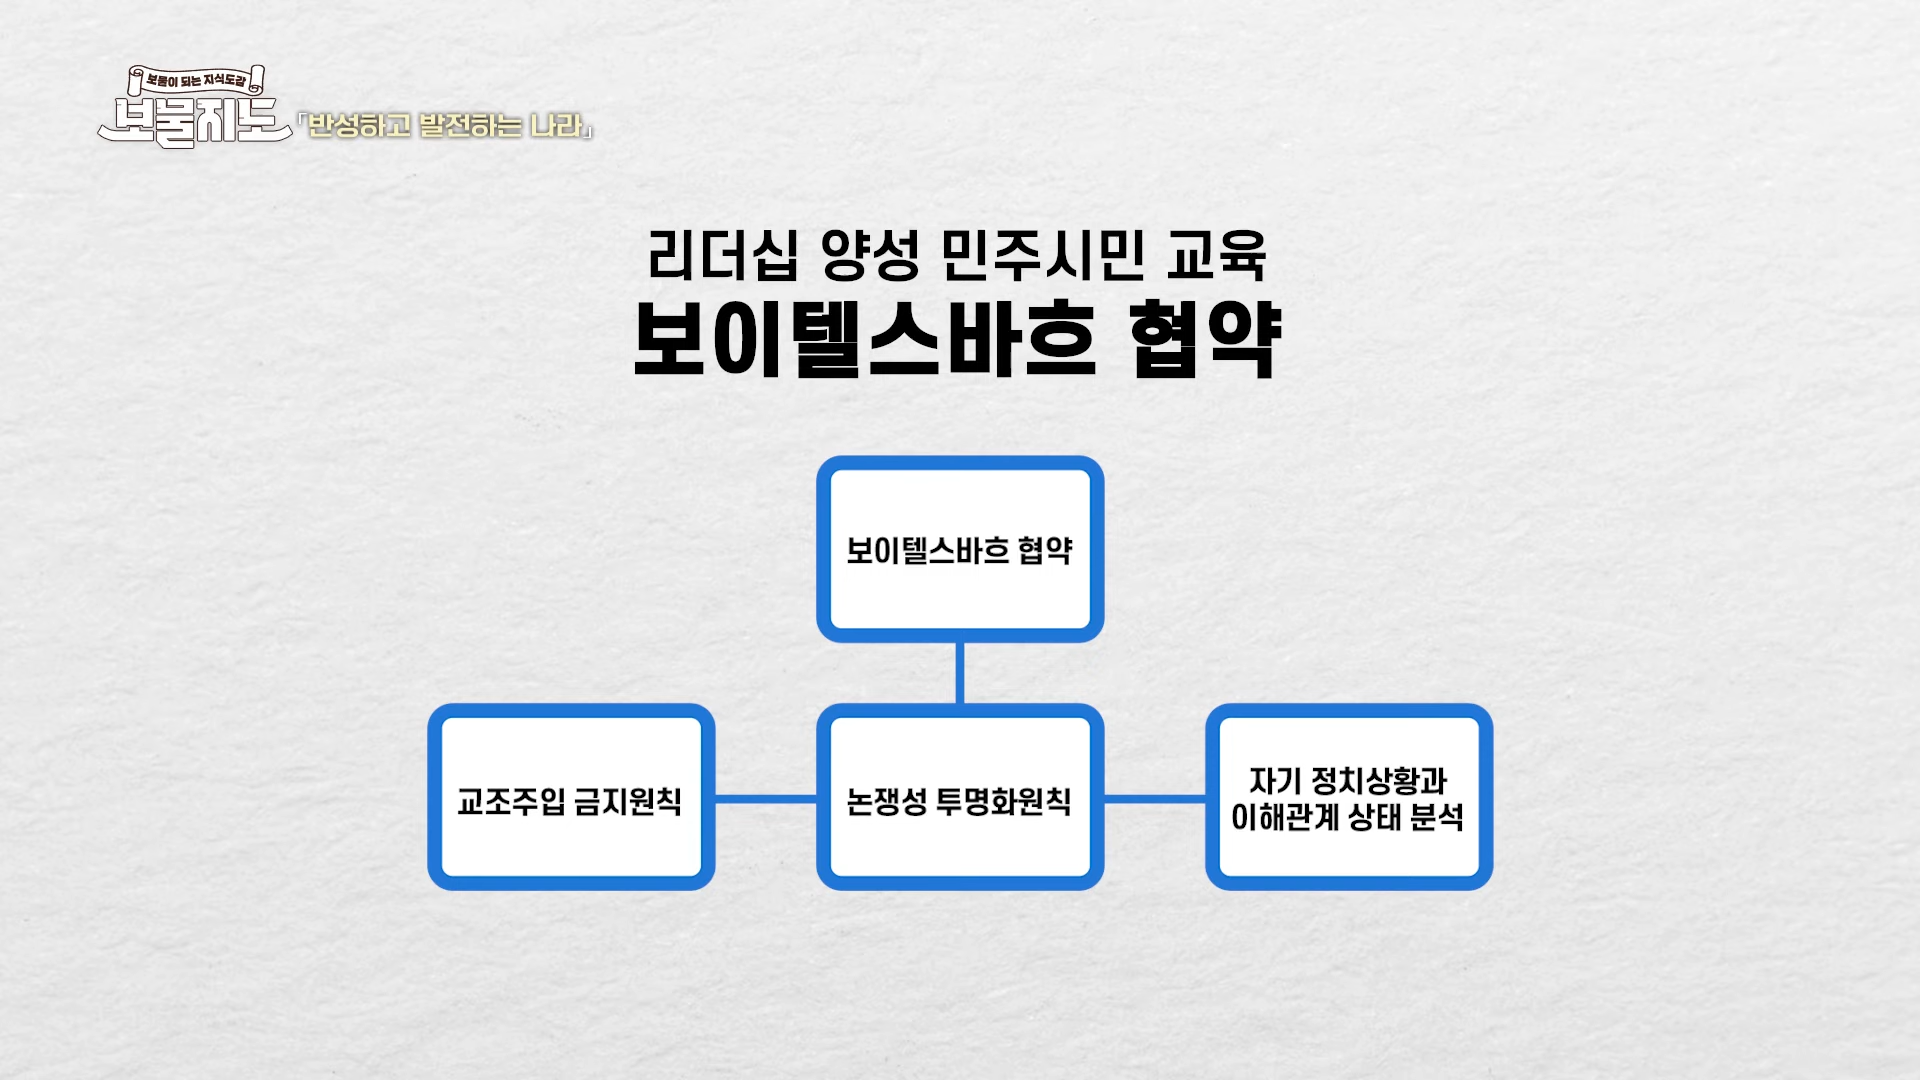 보물이 되는 지식도감
보물지도
「반성하고 발전하는 나라」
리더십 양성 민주시민 교육
보이텔스바흐 협약
보이텔스바흐 협약
교조주입 금지원칙
논쟁성 투명화원칙
자기 정치상황과
이해관계 상태 분석